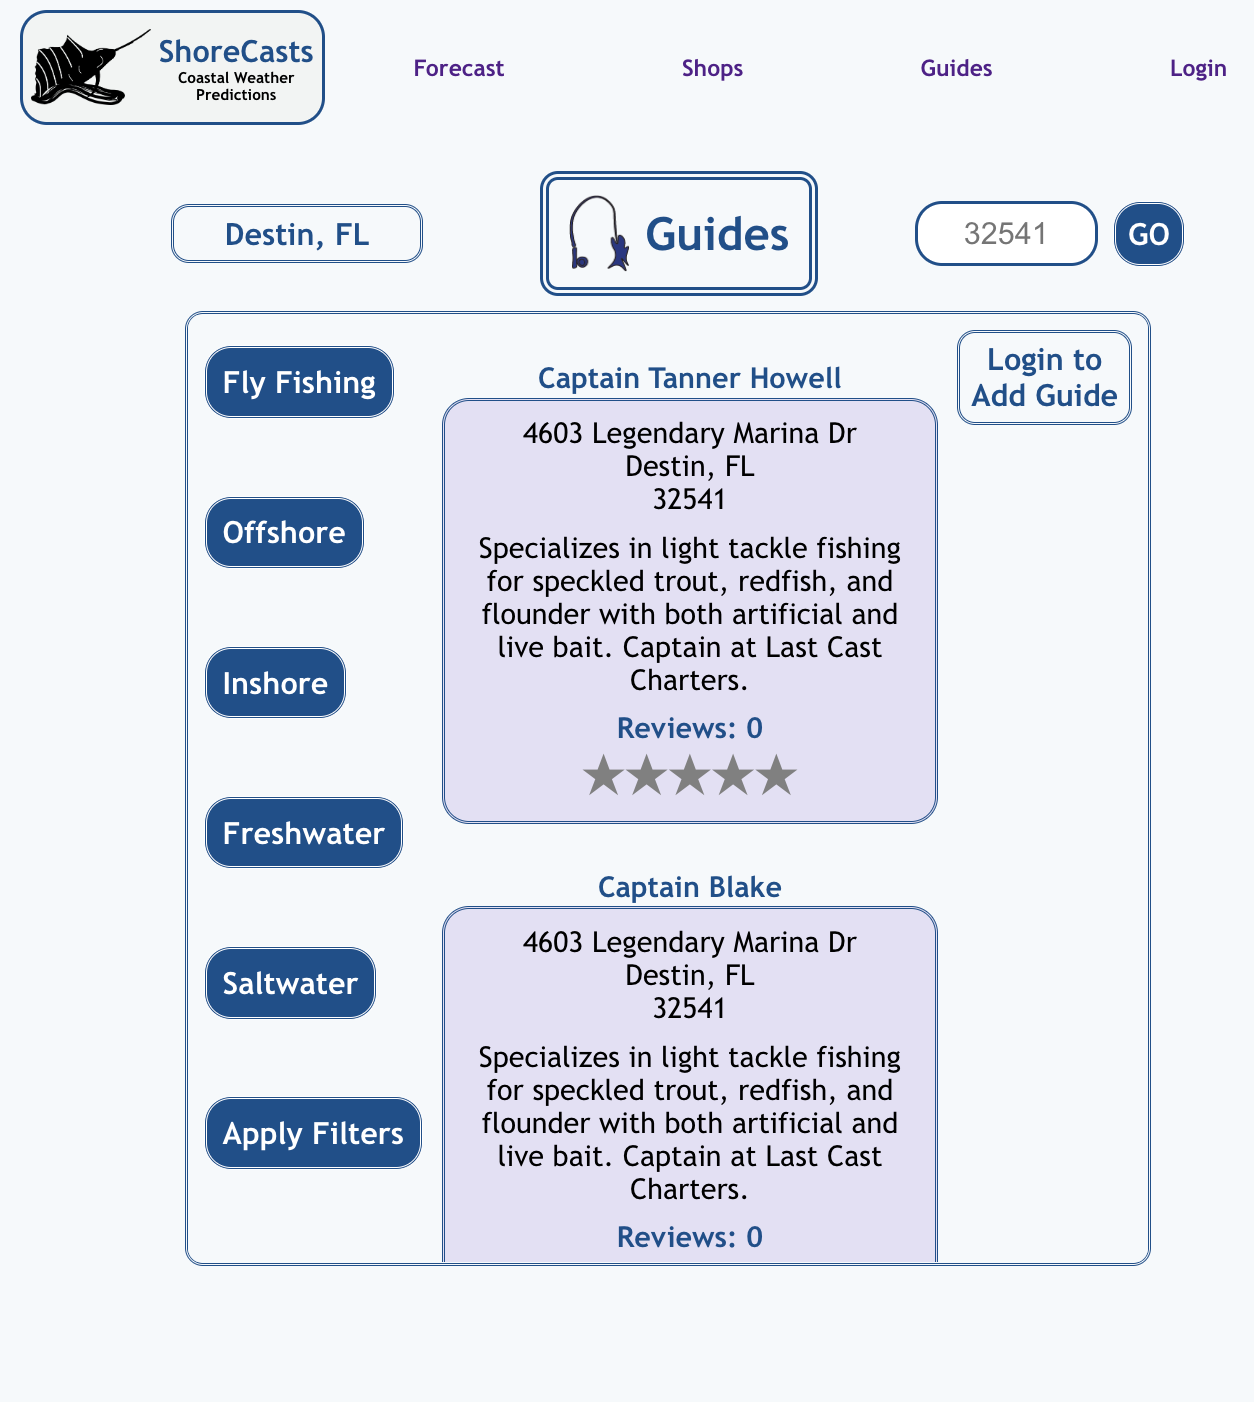 ShoreCasts
Coastal Weather
Predictions
Forecast
Shops
Guides
Login
Destin, FL
Guides
32541
GO
Fly Fishing
Offshore
Inshore
Freshwater
Saltwater
Apply Filters
Captain Tanner Howell
4603 Legendary Marina Dr
Destin, FL
32541
Specializes in light tackle fishing
for speckled trout, redfish, and
flounder with both artificial and
live bait. Captain at Last Cast
Charters.
Reviews: 0
Captain Blake
4603 Legendary Marina Dr
Destin, FL
32541
Specializes in light tackle fishing
for speckled trout, redfish, and
flounder with both artificial and
live bait. Captain at Last Cast
Charters.
Reviews: 0
Login to
Add Guide